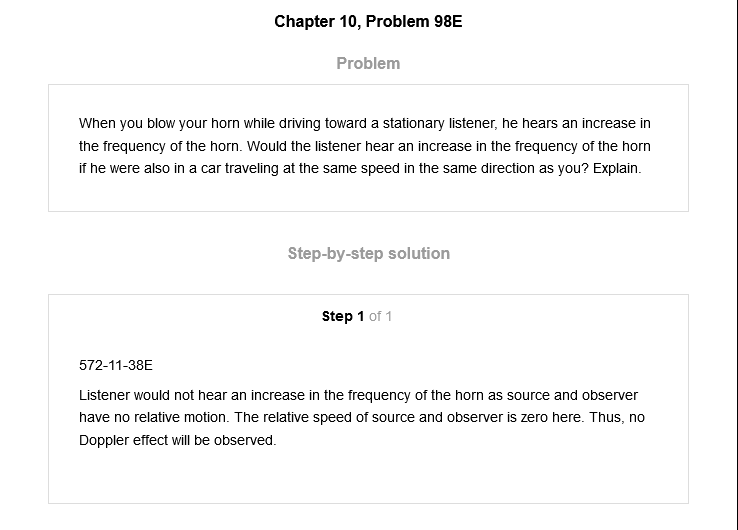 Chapter 10, Problem 98E
Problem
When you blow your horn while driving toward a stationary listener, he hears an increase in
the frequency of the horn. Would the listener hear an increase in the frequency of the horn
if he were also in a car traveling at the same speed in the same direction as you? Explain.
Step-by-step solution
Step 1 of 1
572-11-38E
Listener would not hear an increase in the frequency of the horn as source and observer
have no relative motion. The relative speed of source and observer is zero here. Thus, no
Doppler effect will be observed.